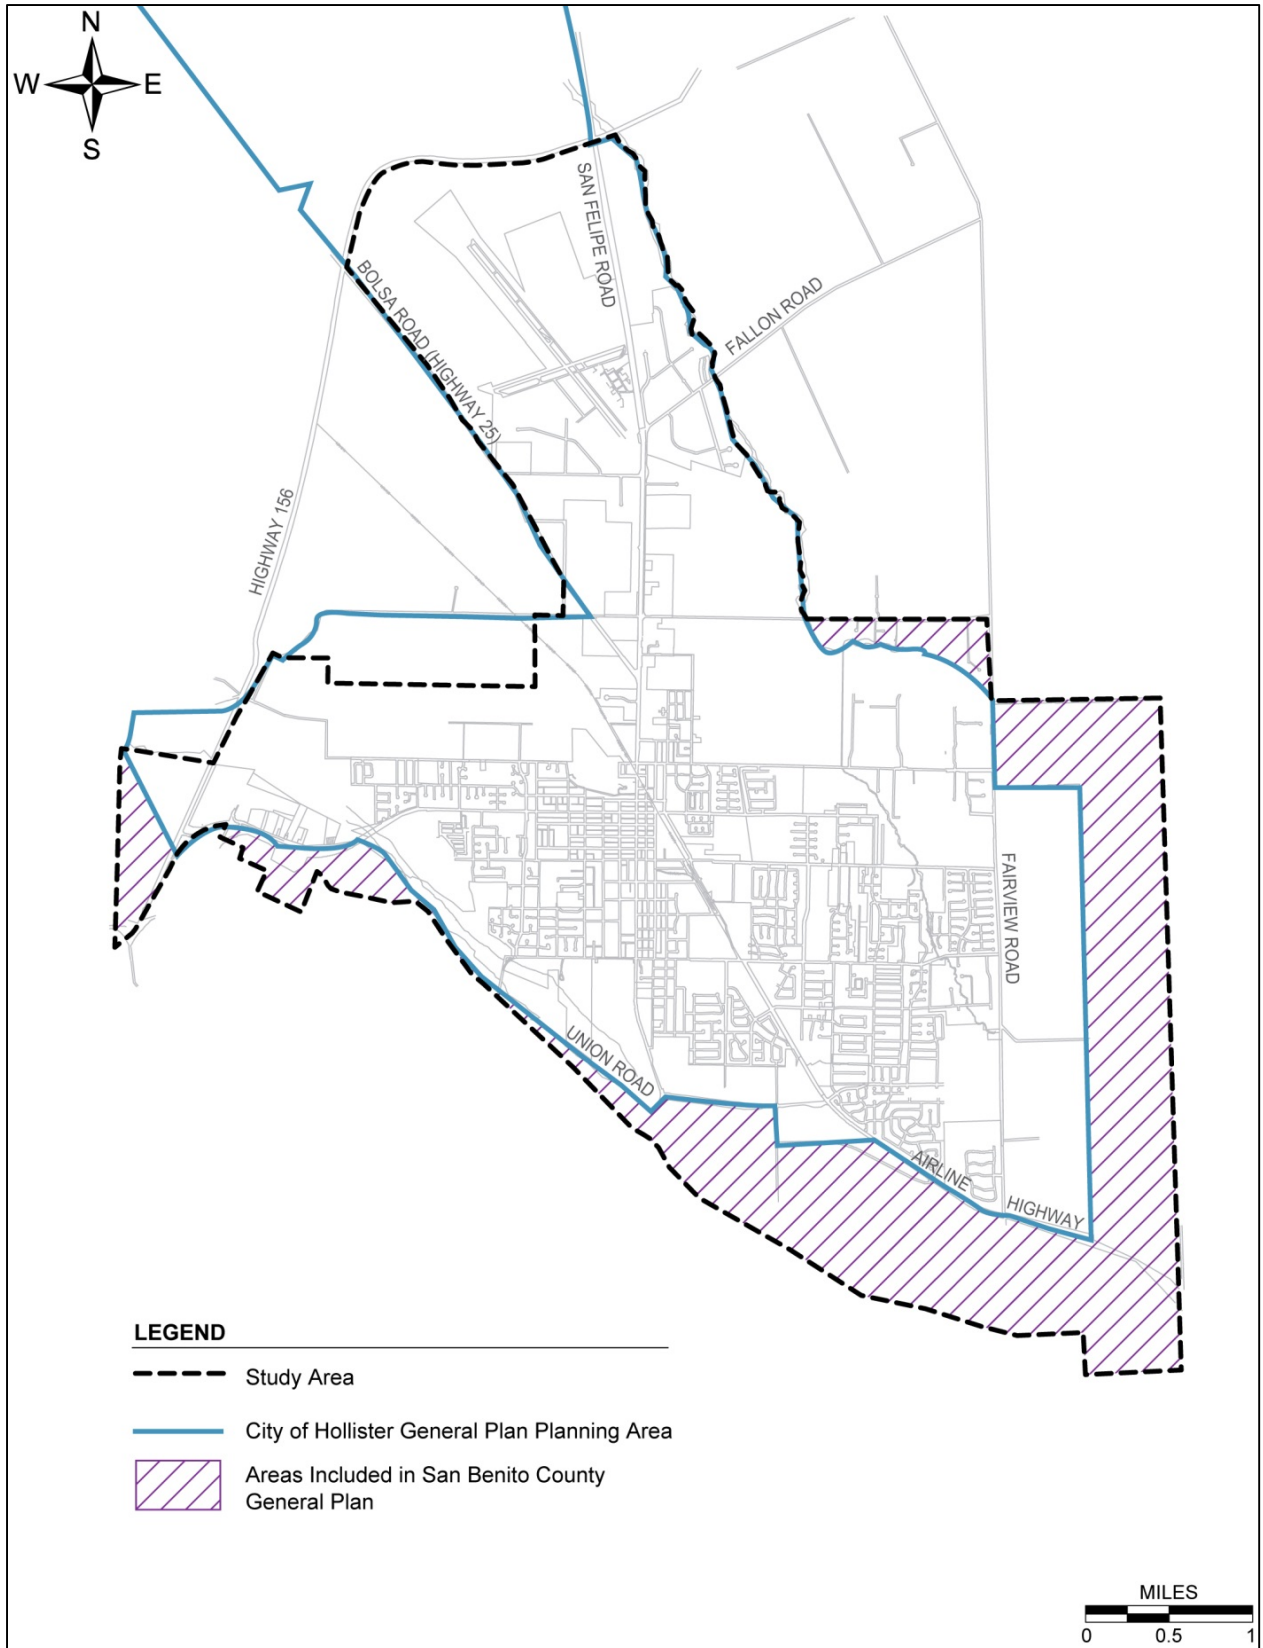 N
W E
S
SAN FELIPE ROAD
BOLSA ROAD (HIGHWAY 25)
FALLON ROAD
HIGHWAY 156
FAIRVIEW ROAD
UNION ROAD
AIRLINE HIGHWAY
LEGEND
Study Area
City of Hollister General Plan Planning Area
Areas Included in San Benito County
General Plan
MILES
0 0.5 1